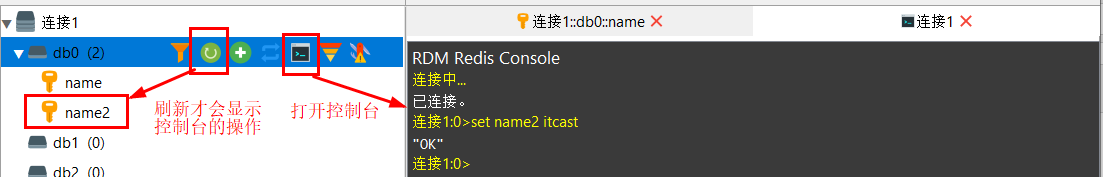 连接1
db0 (2)
name
name2
db1 (0)
db2 (0)
刷新才会显示
控制台的操作
打开控制台
连接1::db0::name
连接1
RDM Redis Console
连接中...
已连接。
连接1:0>set name2 itcast
"OK"
连接1:0>